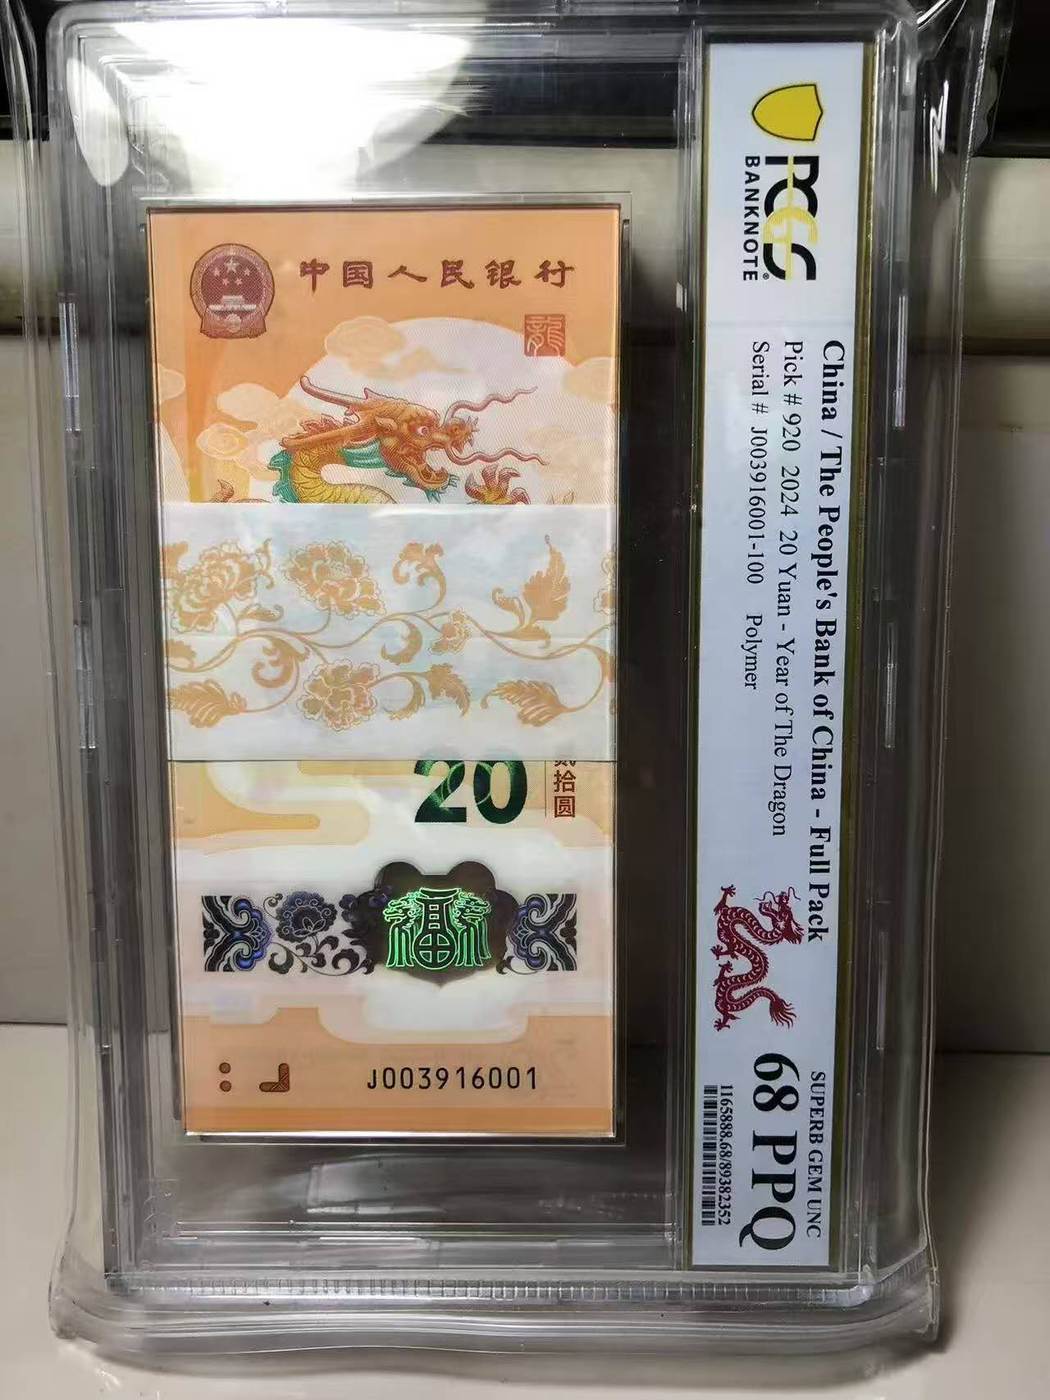 中国人民银行
龍
20
贰拾圆
福
J003916001
PCGS
BANKNOTE
China / The People's Bank of China - Full Pack
Pick # 920 2024 20 Yuan - Year of The Dragon
Serial # J003916001-100 Polymer
SUPERB GEM UNC
68 PPQ
1165888.68/89382352